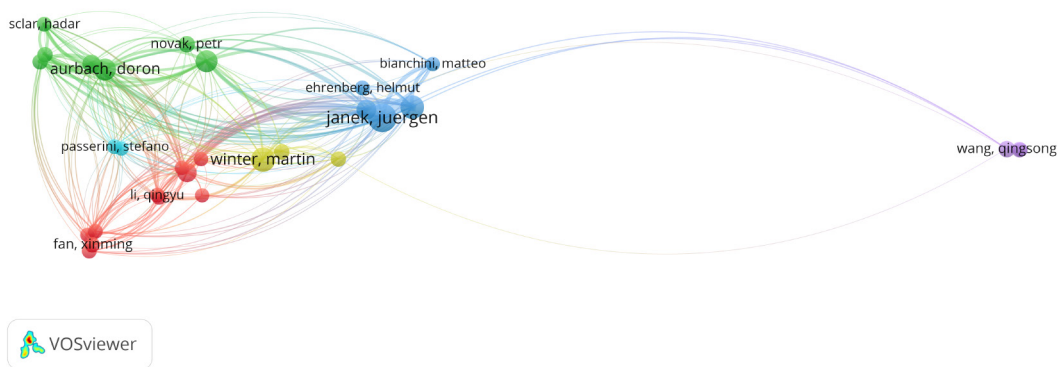 sclar, hadar
novak, petr
aurbach, doron
bianchini, matteo
ehrenberg, helmut
janek, juergen
passerini, stefano
winter, martin
wang, qingsong
li, qingyu
fan, xinming
VOSviewer